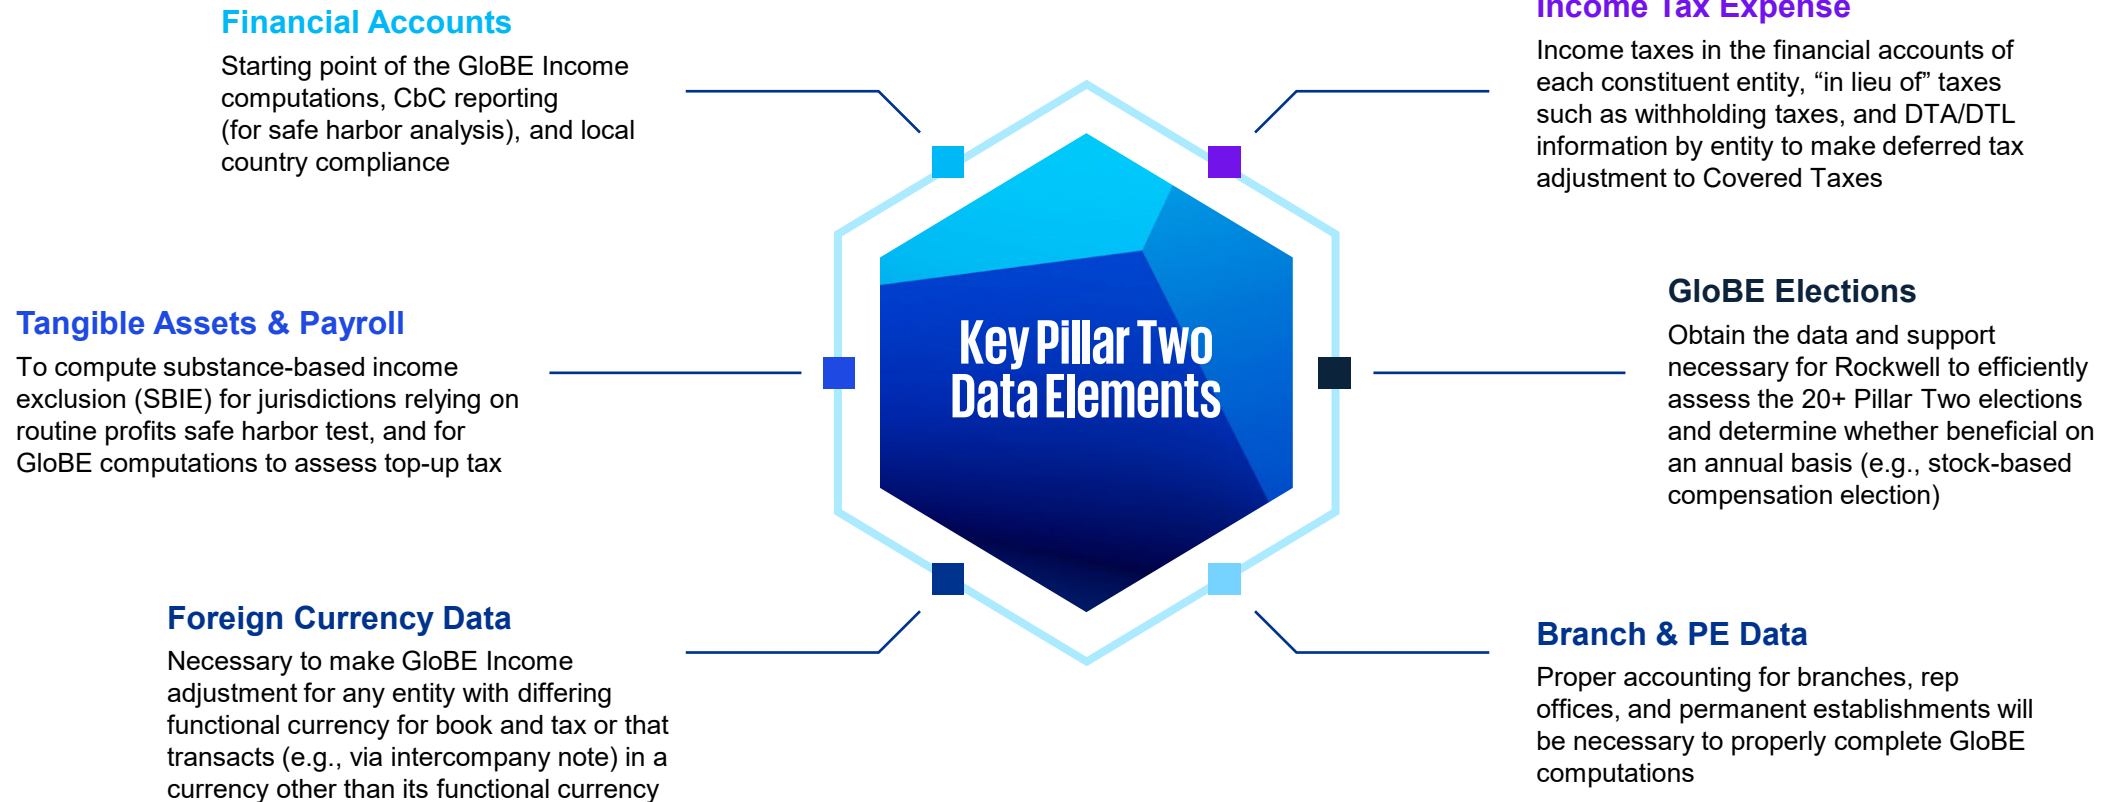 Financial Accounts
Starting point of the GloBE Income
computations, CbC reporting
(for safe harbor analysis), and local
country compliance
Income Tax Expense
Income taxes in the financial accounts of
each constituent entity, “in lieu of” taxes
such as withholding taxes, and DTA/DTL
information by entity to make deferred tax
adjustment to Covered Taxes
Tangible Assets & Payroll
To compute substance-based income
exclusion (SBIE) for jurisdictions relying on
routine profits safe harbor test, and for
GloBE computations to assess top-up tax
Key Pillar Two
Data Elements
GloBE Elections
Obtain the data and support
necessary for Rockwell to efficiently
assess the 20+ Pillar Two elections
and determine whether beneficial on
an annual basis (e.g., stock-based
compensation election)
Foreign Currency Data
Necessary to make GloBE Income
adjustment for any entity with differing
functional currency for book and tax or that
transacts (e.g., via intercompany note) in a
currency other than its functional currency
Branch & PE Data
Proper accounting for branches, rep
offices, and permanent establishments will
be necessary to properly complete GloBE
computations